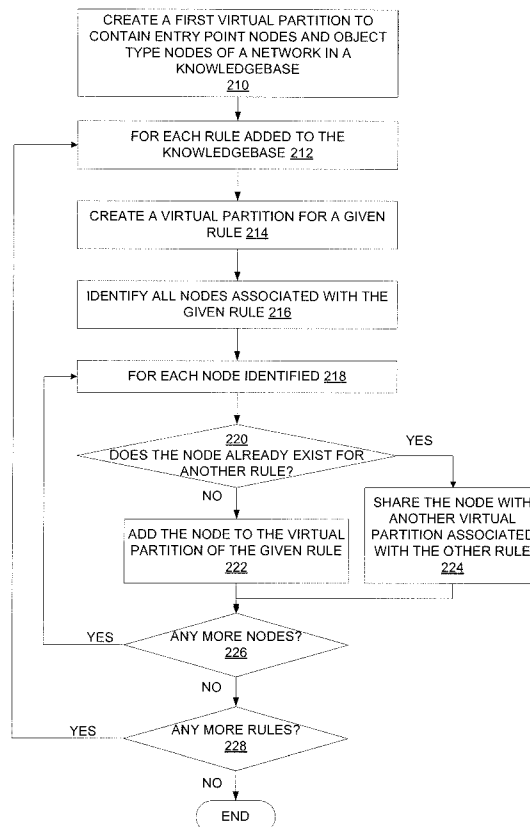 CREATE A FIRST VIRTUAL PARTITION TO
CONTAIN ENTRY POINT NODES AND OBJECT
TYPE NODES OF A NETWORK IN A
KNOWLEDGEBASE
210
FOR EACH RULE ADDED TO THE
KNOWLEDGEBASE 212
CREATE A VIRTUAL PARTITION FOR A GIVEN
RULE 214
IDENTIFY ALL NODES ASSOCIATED WITH THE
GIVEN RULE 216
FOR EACH NODE IDENTIFIED 218
220
DOES THE NODE ALREADY EXIST FOR
ANOTHER RULE?
YES
NO
ADD THE NODE TO THE VIRTUAL
PARTITION OF THE GIVEN RULE
222
SHARE THE NODE WITH
ANOTHER VIRTUAL
PARTITION ASSOCIATED
WITH THE OTHER RULE
224
YES
ANY MORE NODES?
226
NO
YES
ANY MORE RULES?
228
NO
END